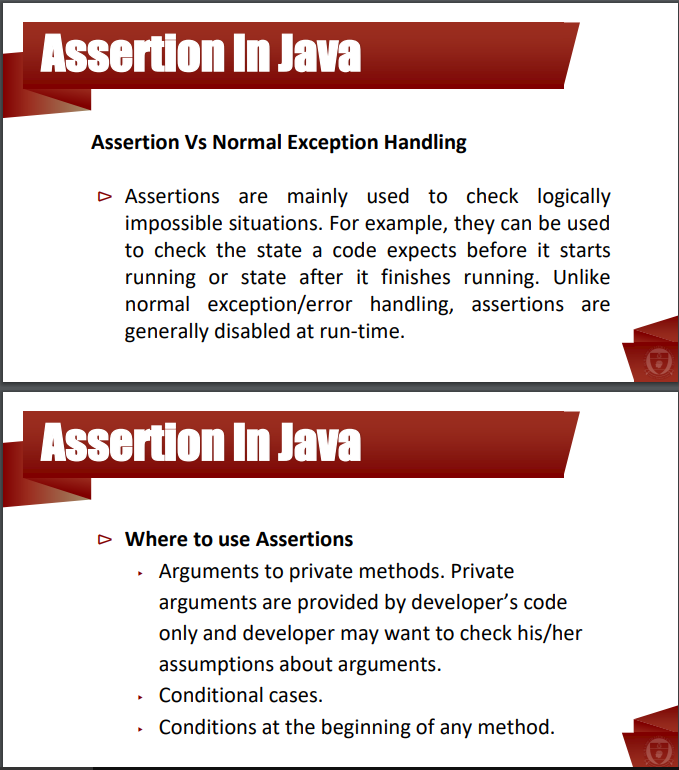 Assertion In Java
Assertion Vs Normal Exception Handling
Assertions are mainly used to check logically
impossible situations. For example, they can be used
to check the state a code expects before it starts
running or state after it finishes running. Unlike
normal exception/error handling, assertions are
generally disabled at run-time.
Assertion In Java
Where to use Assertions
Arguments to private methods. Private
arguments are provided by developer’s code
only and developer may want to check his/her
assumptions about arguments.
Conditional cases.
Conditions at the beginning of any method.